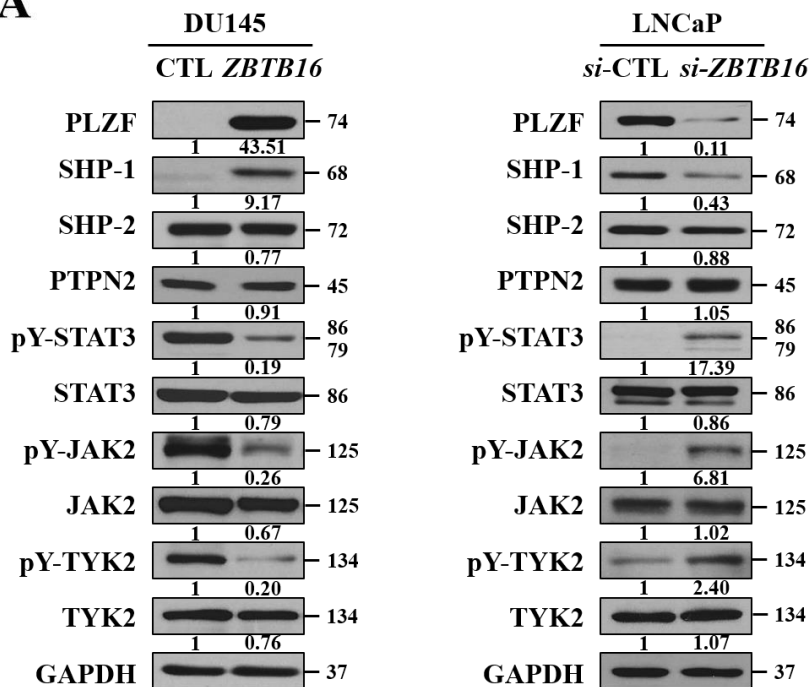 A
DU145 LNCaP
CTL ZBTB16 si-CTL si-ZBTB16
PLZF 74 PLZF 74
1 43.51 1 0.11
SHP-1 68 SHP-1 68
1 9.17 1 0.43
SHP-2 72 SHP-2 72
1 0.77 1 0.88
PTPN2 45 PTPN2 45
1 0.91 1 1.05
pY-STAT3 86 79 pY-STAT3 86 79
1 0.19 1 17.39
STAT3 86 STAT3 86
1 0.79 1 0.86
pY-JAK2 125 pY-JAK2 125
1 0.26 1 6.81
JAK2 125 JAK2 125
1 0.67 1 1.02
pY-TYK2 134 pY-TYK2 134
1 0.20 1 2.40
TYK2 134 TYK2 134
1 0.76 1 1.07
GAPDH 37 GAPDH 37